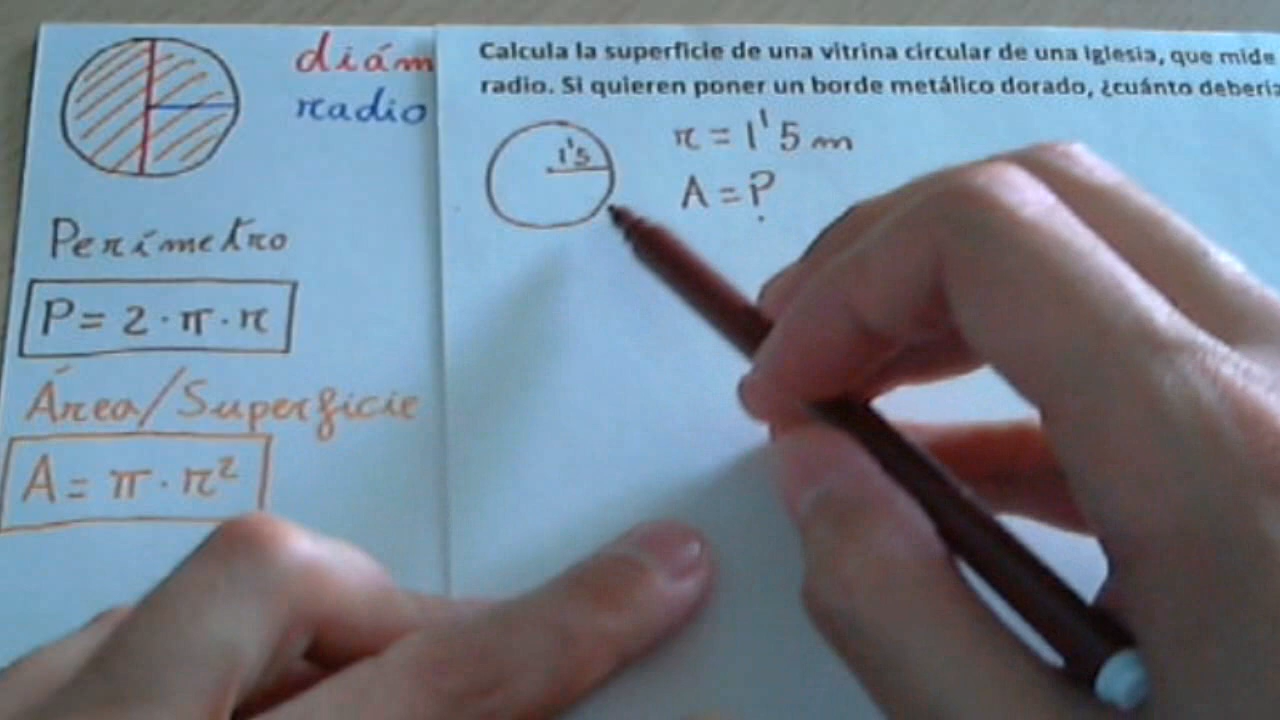 diám
radio
Perímetro
P = 2 · π · r
Área/Superficie
A = π · r²
Calcula la superficie de una vitrina circular de una iglesia, que mide
radio. Si quieren poner un borde metálico dorado, ¿cuánto debería
1'5
r = 1'5 m
A = ?